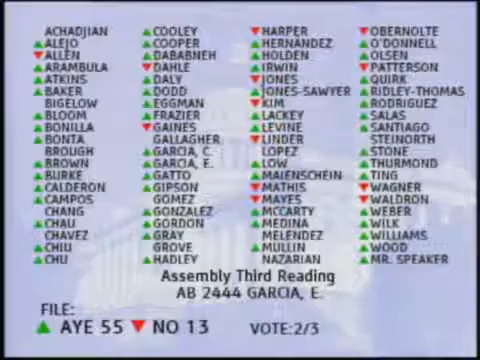 ACHADJIAN COOLEY HARPER OBERNOLTE
ALEJO COOPER HERNÁNDEZ O'DONNELL
ALLEN DABABNEH HOLDEN OLSEN
ARAMBULA DAHLE IRWIN PATTERSON
ATKINS DALY JONES QUIRK
BAKER DODD JONES-SAWYER RIDLEY-THOMAS
BIGELOW EGGMAN KIM RODRIGUEZ
BLOOM FRAZIER LACKEY SALAS
BONILLA GAINES LEVINE SANTIAGO
BONTA GALLAGHER LINDER STEINORTH
BROUGH GARCIA, C. LOPEZ STONE
BROWN GARCIA, E. LOW THURMOND
BURKE GATTO MAIENSCHEIN TING
CALDERON GIPSON MATHIS WAGNER
CAMPOS GOMEZ MAYES WALDRON
CHANG GONZALEZ MCCARTY WEBER
CHAU GORDON MEDINA WILK
CHAVEZ GRAY MELENDEZ WILLIAMS
CHIU GROVE MULLIN WOOD
CHU HADLEY NAZARIAN MR. SPEAKER
Assembly Third Reading
AB 2444 GARCIA, E.
FILE:
AYE 55 NO 13 VOTE:2/3